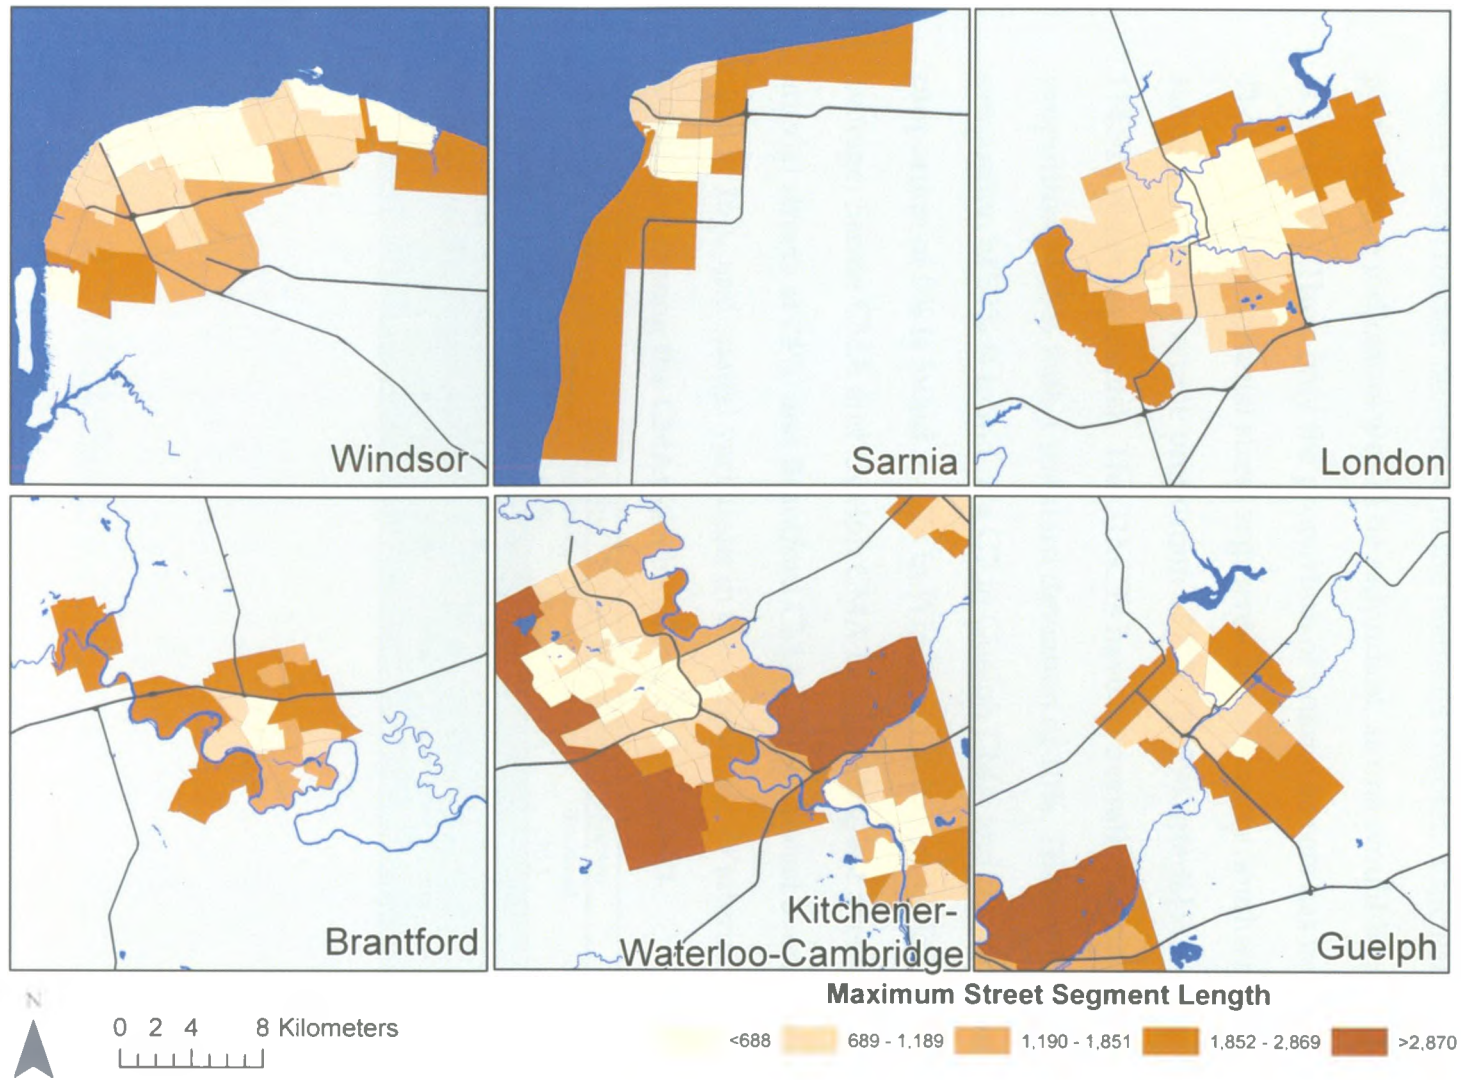 Windsor
Sarnia
London
Brantford
Kitchener-
Waterloo-Cambridge
Guelph
Maximum Street Segment Length
N
0 2 4 8 Kilometers
<688 689 - 1,189 1,190 - 1,851 1,852 - 2,869 >2,870